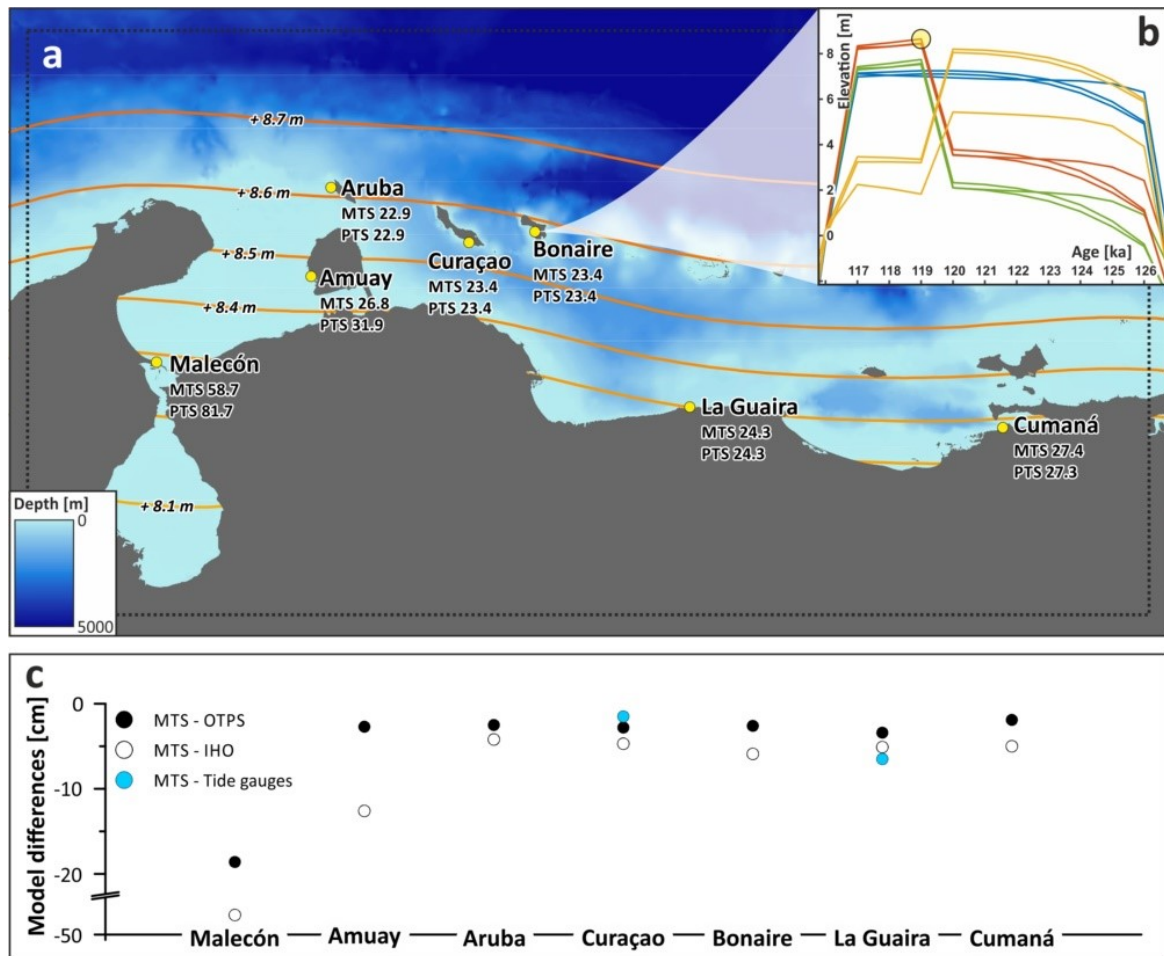 a
+ 8.7 m
+ 8.6 m
+ 8.5 m
+ 8.4 m
+ 8.1 m
Aruba
MTS 22.9
PTS 22.9
Curaçao
MTS 23.4
PTS 23.4
Bonaire
MTS 23.4
PTS 23.4
Amuay
MTS 26.8
PTS 31.9
Malecón
MTS 58.7
PTS 81.7
La Guaira
MTS 24.3
PTS 24.3
Cumaná
MTS 27.4
PTS 27.3
Depth [m]
0
5000
b
Elevation [m]
8
6
4
2
0
Age [ka]
117 118 119 120 121 122 123 124 125 126
c
Model differences [cm]
0
-10
-20
-50
MTS - OTPS
MTS - IHO
MTS - Tide gauges
Malecón Amuay Aruba Curaçao Bonaire La Guaira Cumaná